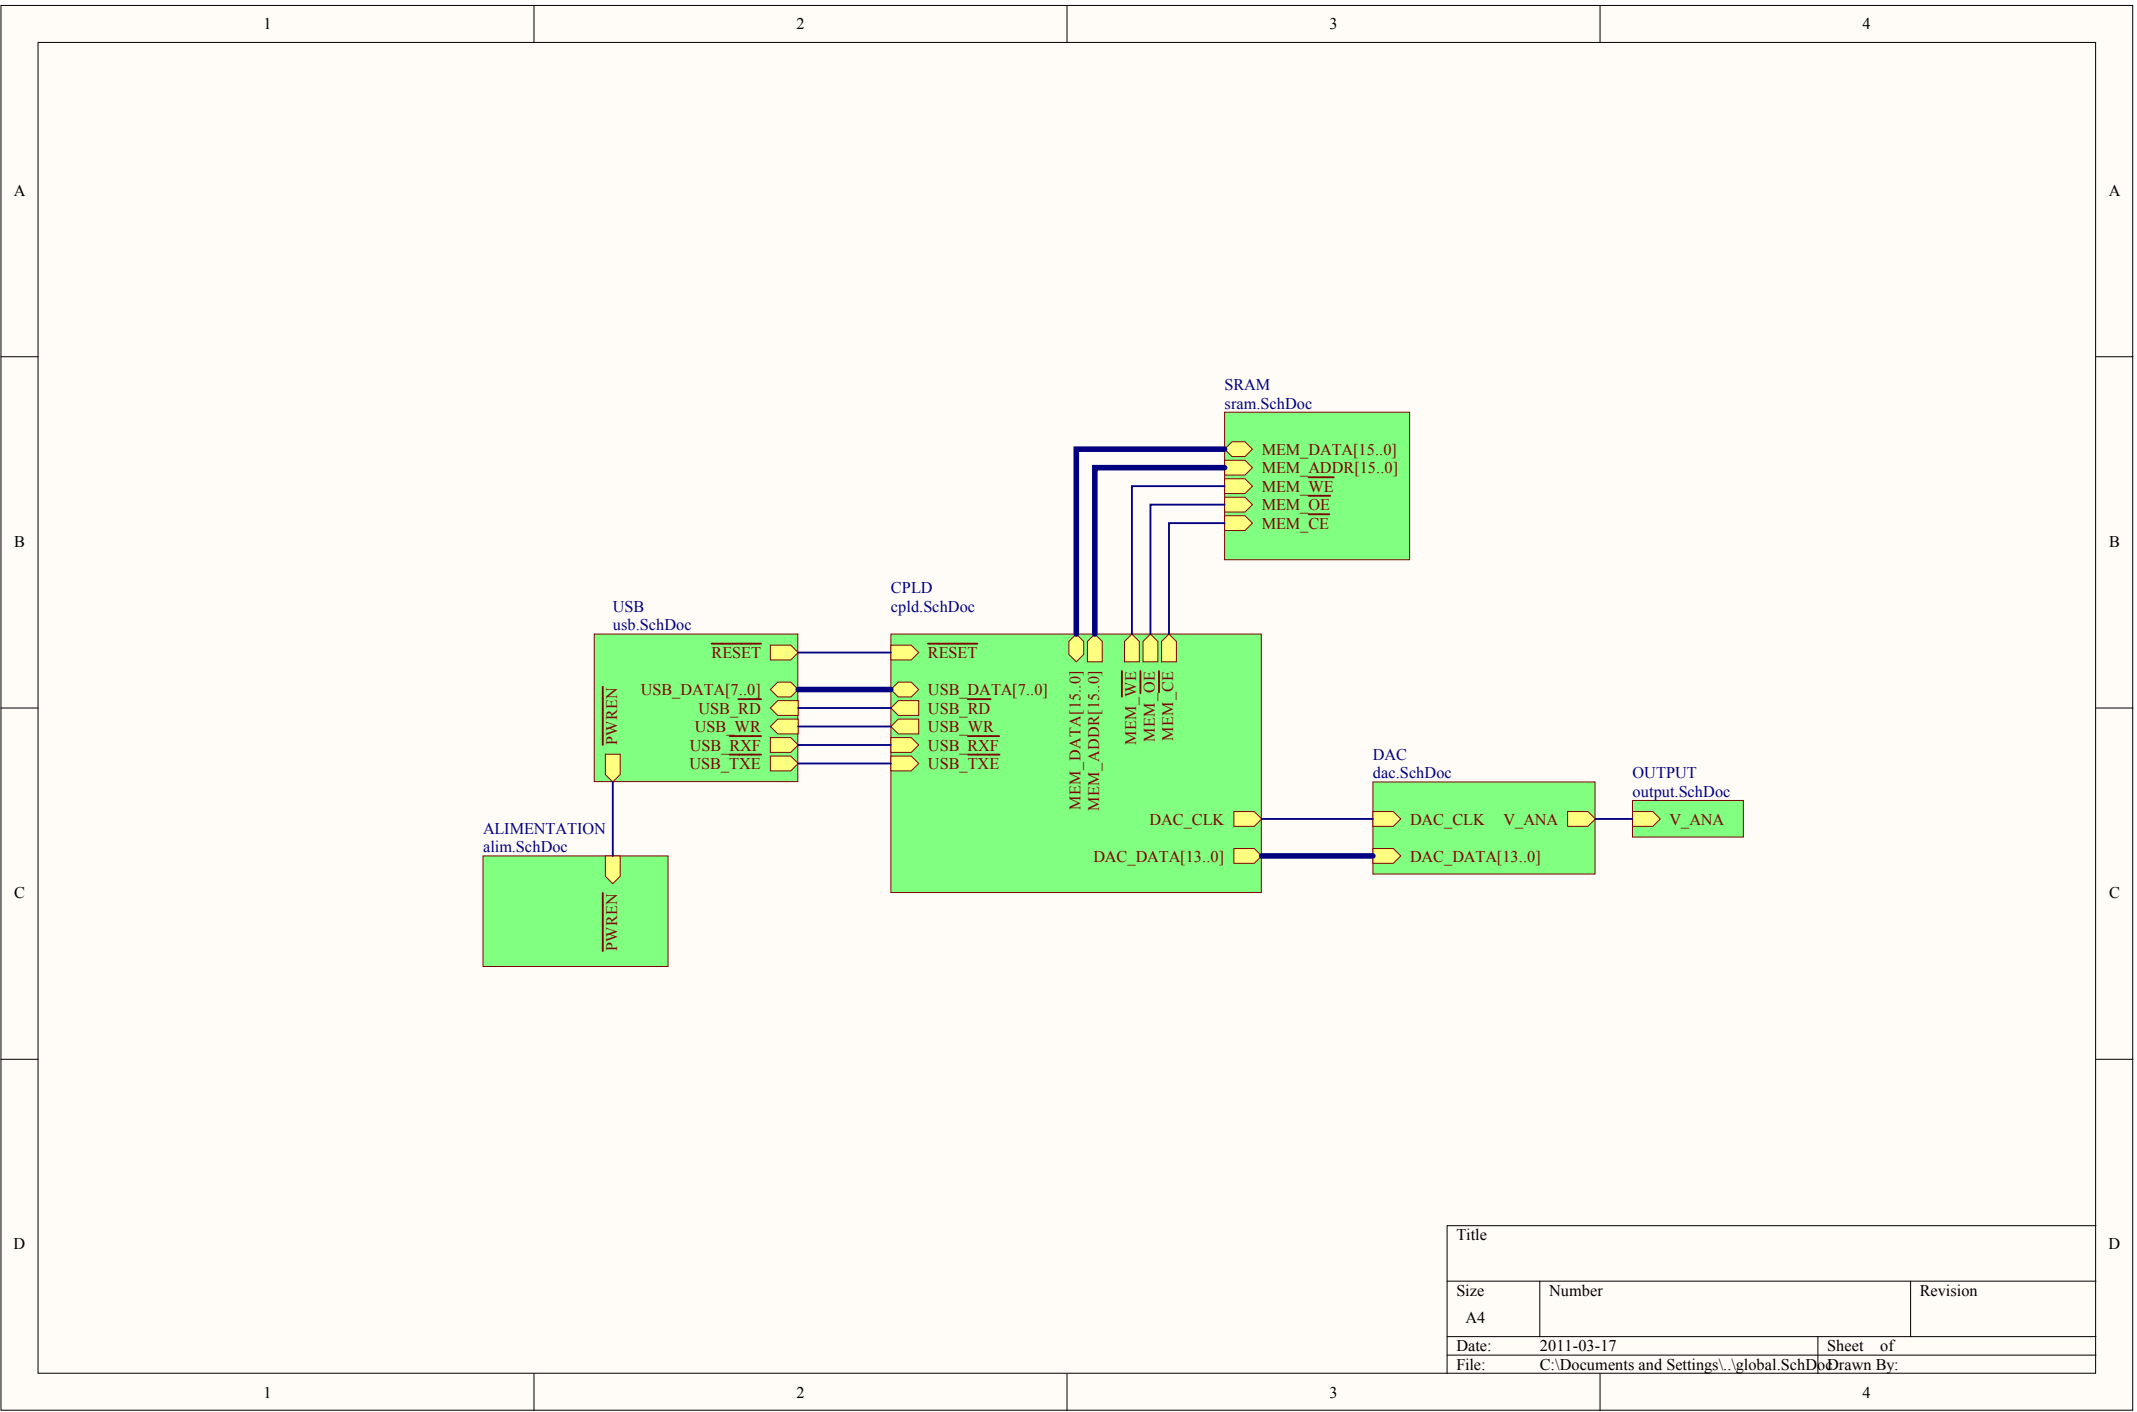 1 2 3 4
A A
SRAM
sram.SchDoc
MEM_DATA[15..0]
MEM_ADDR[15..0]
MEM_WE
MEM_OE
MEM_CE
B B
CPLD
cpld.SchDoc
USB
usb.SchDoc
RESET
USB_DATA[7..0]
USB_RD
USB_WR
USB_RXF
USB_TXE
PWREN
RESET
USB_DATA[7..0]
USB_RD
USB_WR
USB_RXF
USB_TXE
MEM_DATA[15..0]
MEM_ADDR[15..0]
MEM_WE
MEM_OE
MEM_CE
DAC_CLK
DAC_DATA[13..0]
DAC
dac.SchDoc
DAC_CLK V_ANA
DAC_DATA[13..0]
OUTPUT
output.SchDoc
V_ANA
ALIMENTATION
alim.SchDoc
PWREN
C C
D D
Title
Size Number Revision
A4
Date: 2011-03-17 Sheet of
File: C:\Documents and Settings\..\global.SchDoc Drawn By:
1 2 3 4